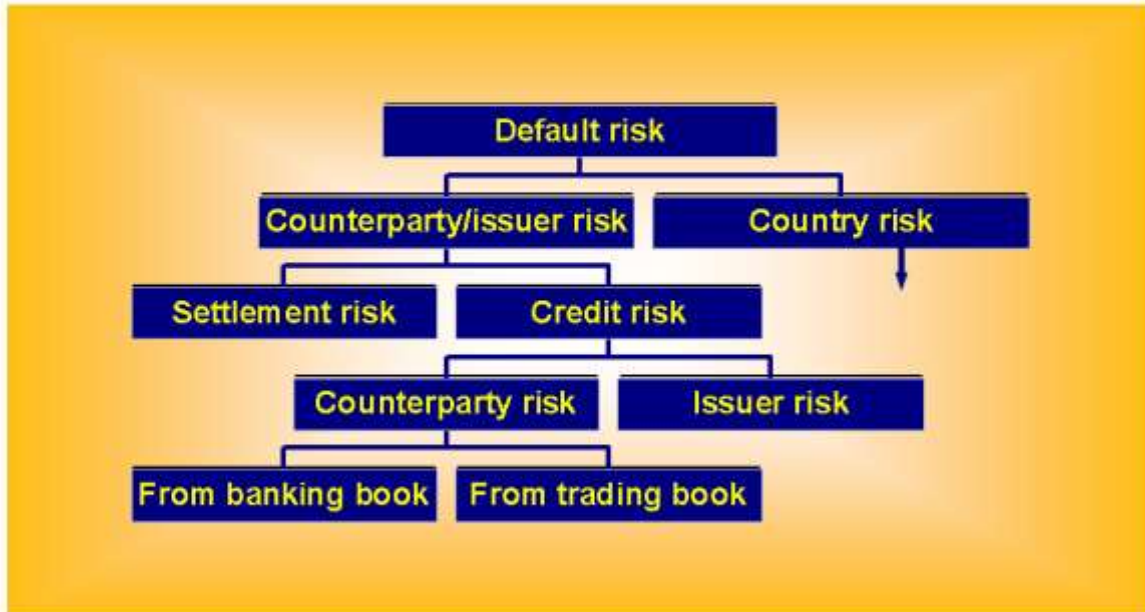 Default risk
Counterparty/issuer risk
Country risk
Settlement risk
Credit risk
Counterparty risk
Issuer risk
From banking book
From trading book